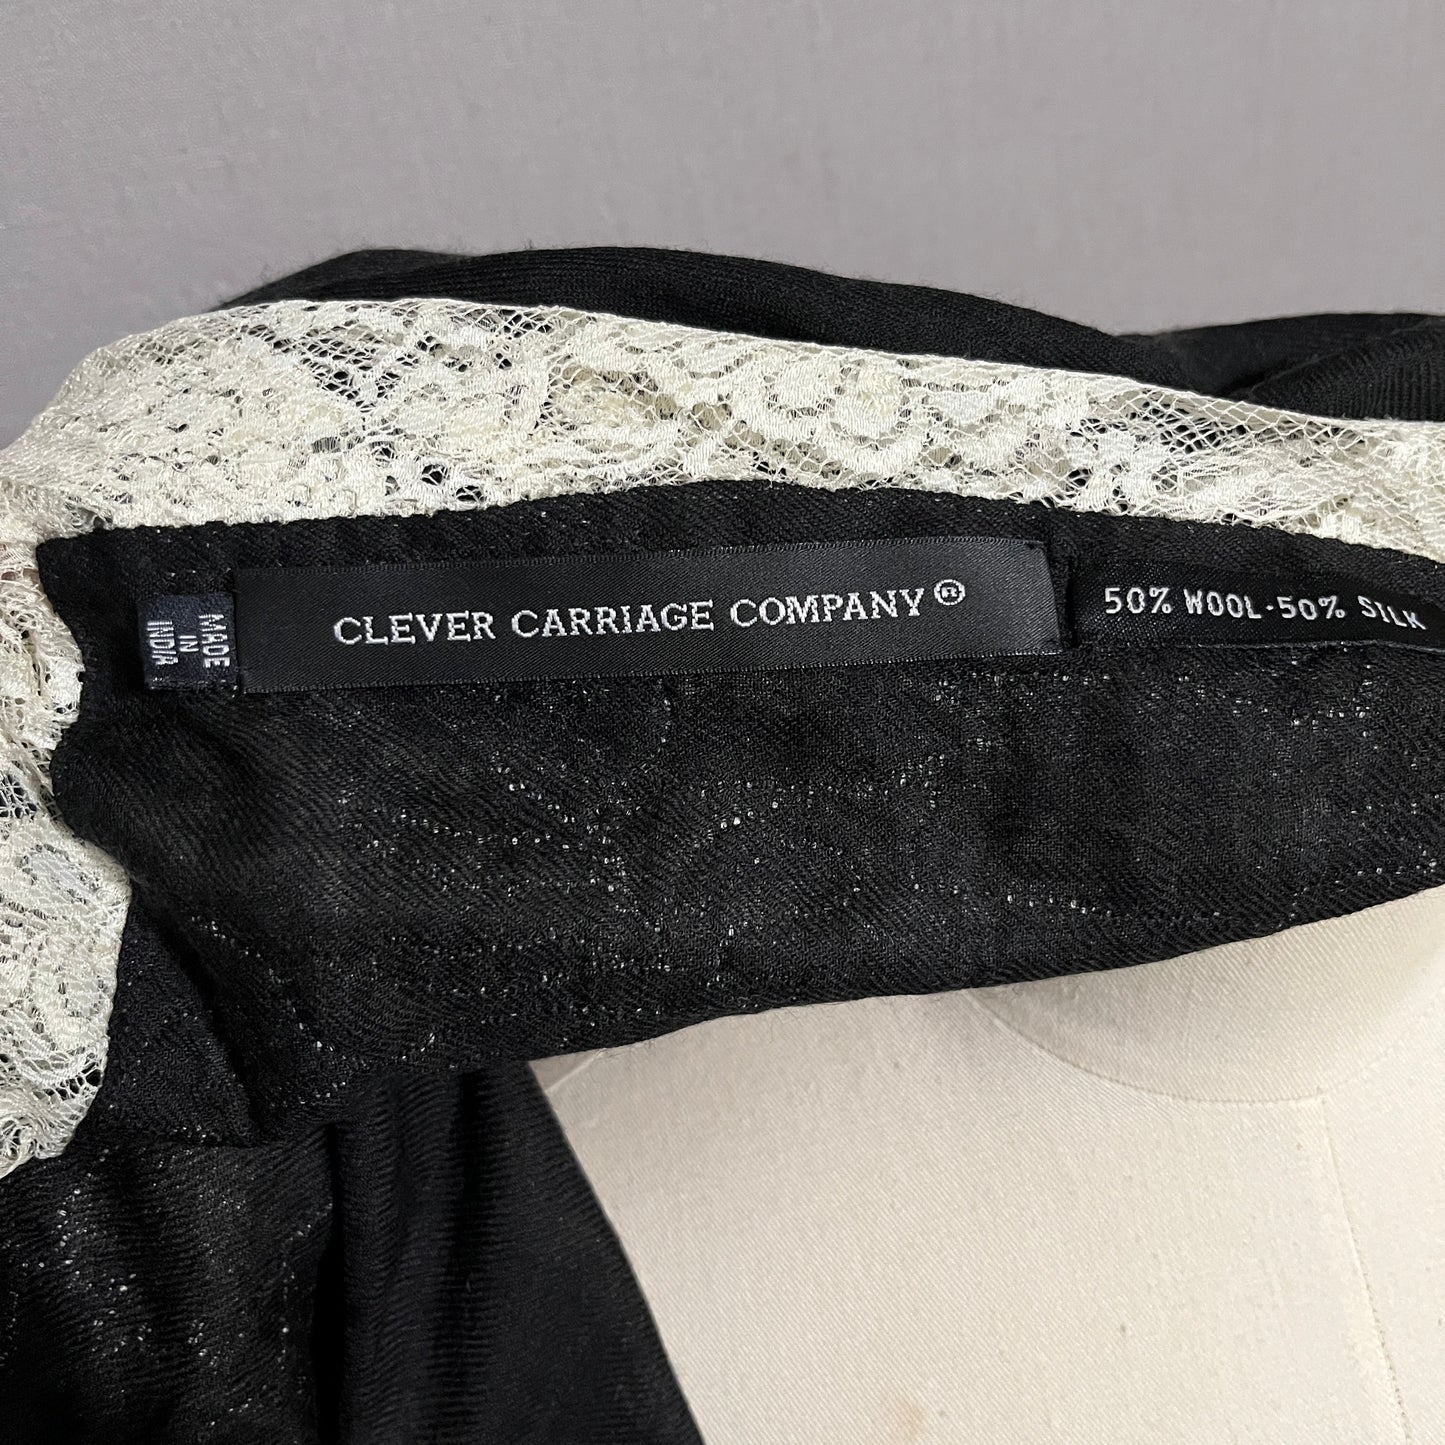 MADE
IN
INDIA
CLEVER CARRIAGE COMPANY®
50% WOOL·50% SILK